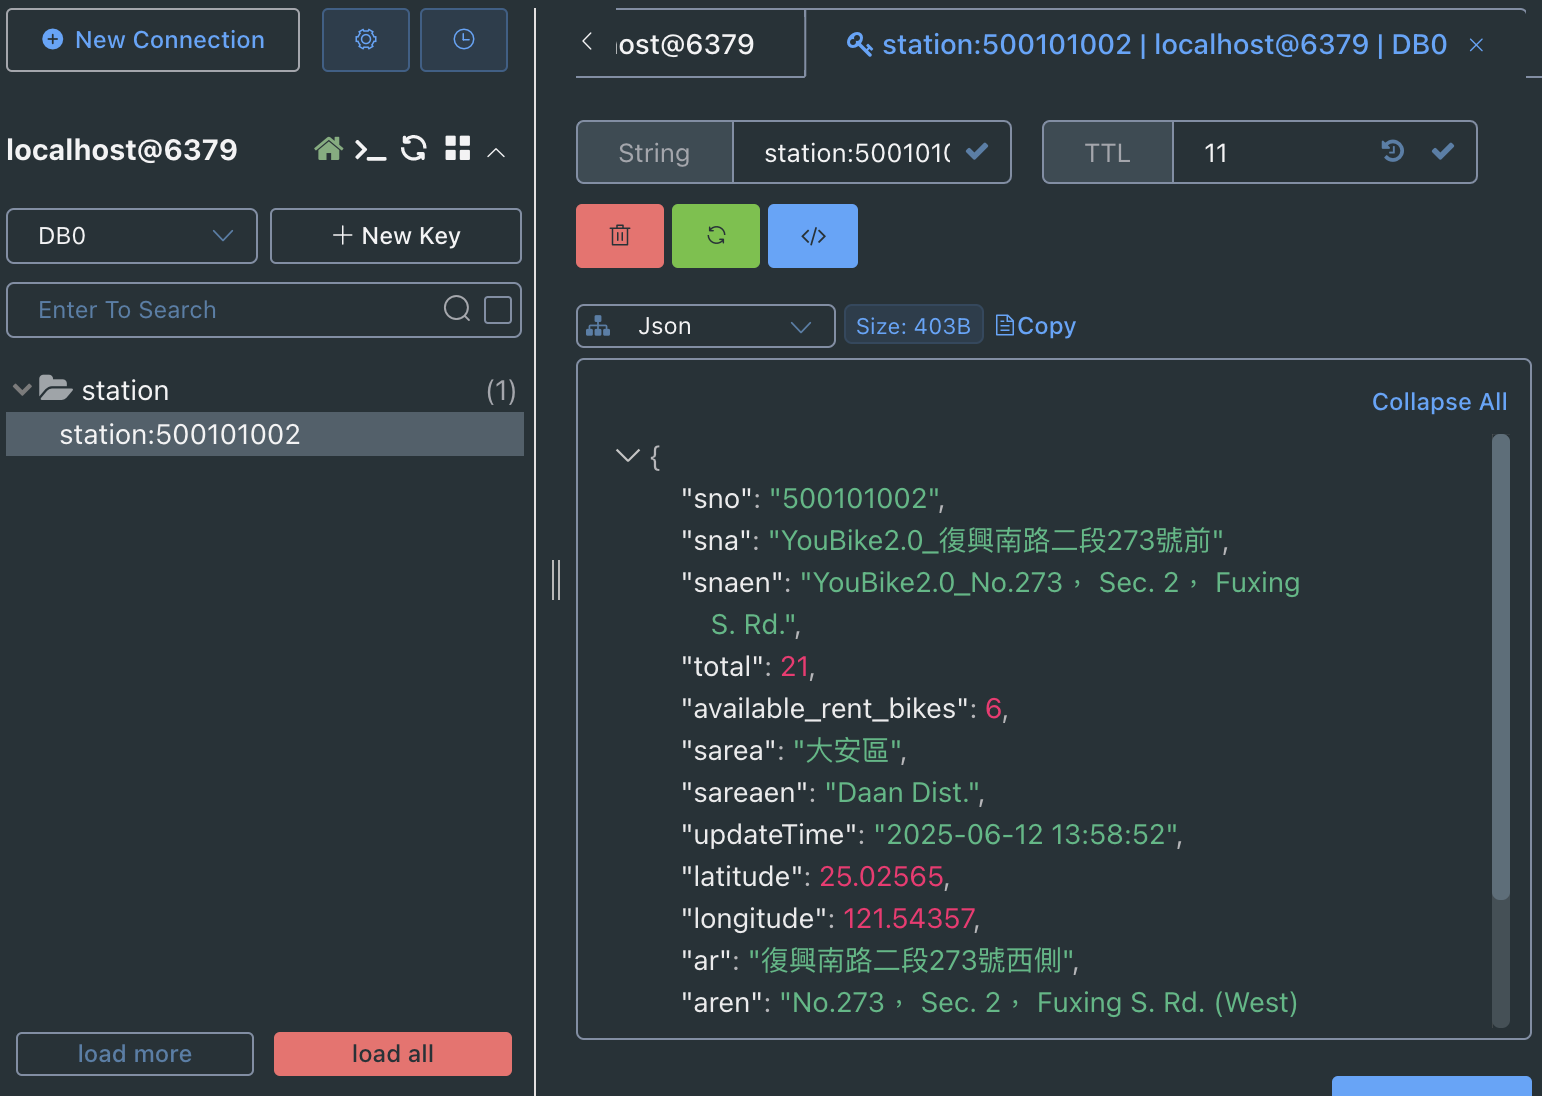 New Connection
localhost@6379
DB0
New Key
Enter To Search
station (1)
station:500101002
load more
load all
ost@6379
station:500101002 | localhost@6379 | DB0
String station:500101
TTL 11
</>
Json Size: 403B Copy
Collapse All
{
"sno": "500101002",
"sna": "YouBike2.0_復興南路二段273號前",
"snaen": "YouBike2.0_No.273， Sec. 2， Fuxing
S. Rd.",
"total": 21,
"available_rent_bikes": 6,
"sarea": "大安區",
"sareaen": "Daan Dist.",
"updateTime": "2025-06-12 13:58:52",
"latitude": 25.02565,
"longitude": 121.54357,
"ar": "復興南路二段273號西側",
"aren": "No.273， Sec. 2， Fuxing S. Rd. (West)